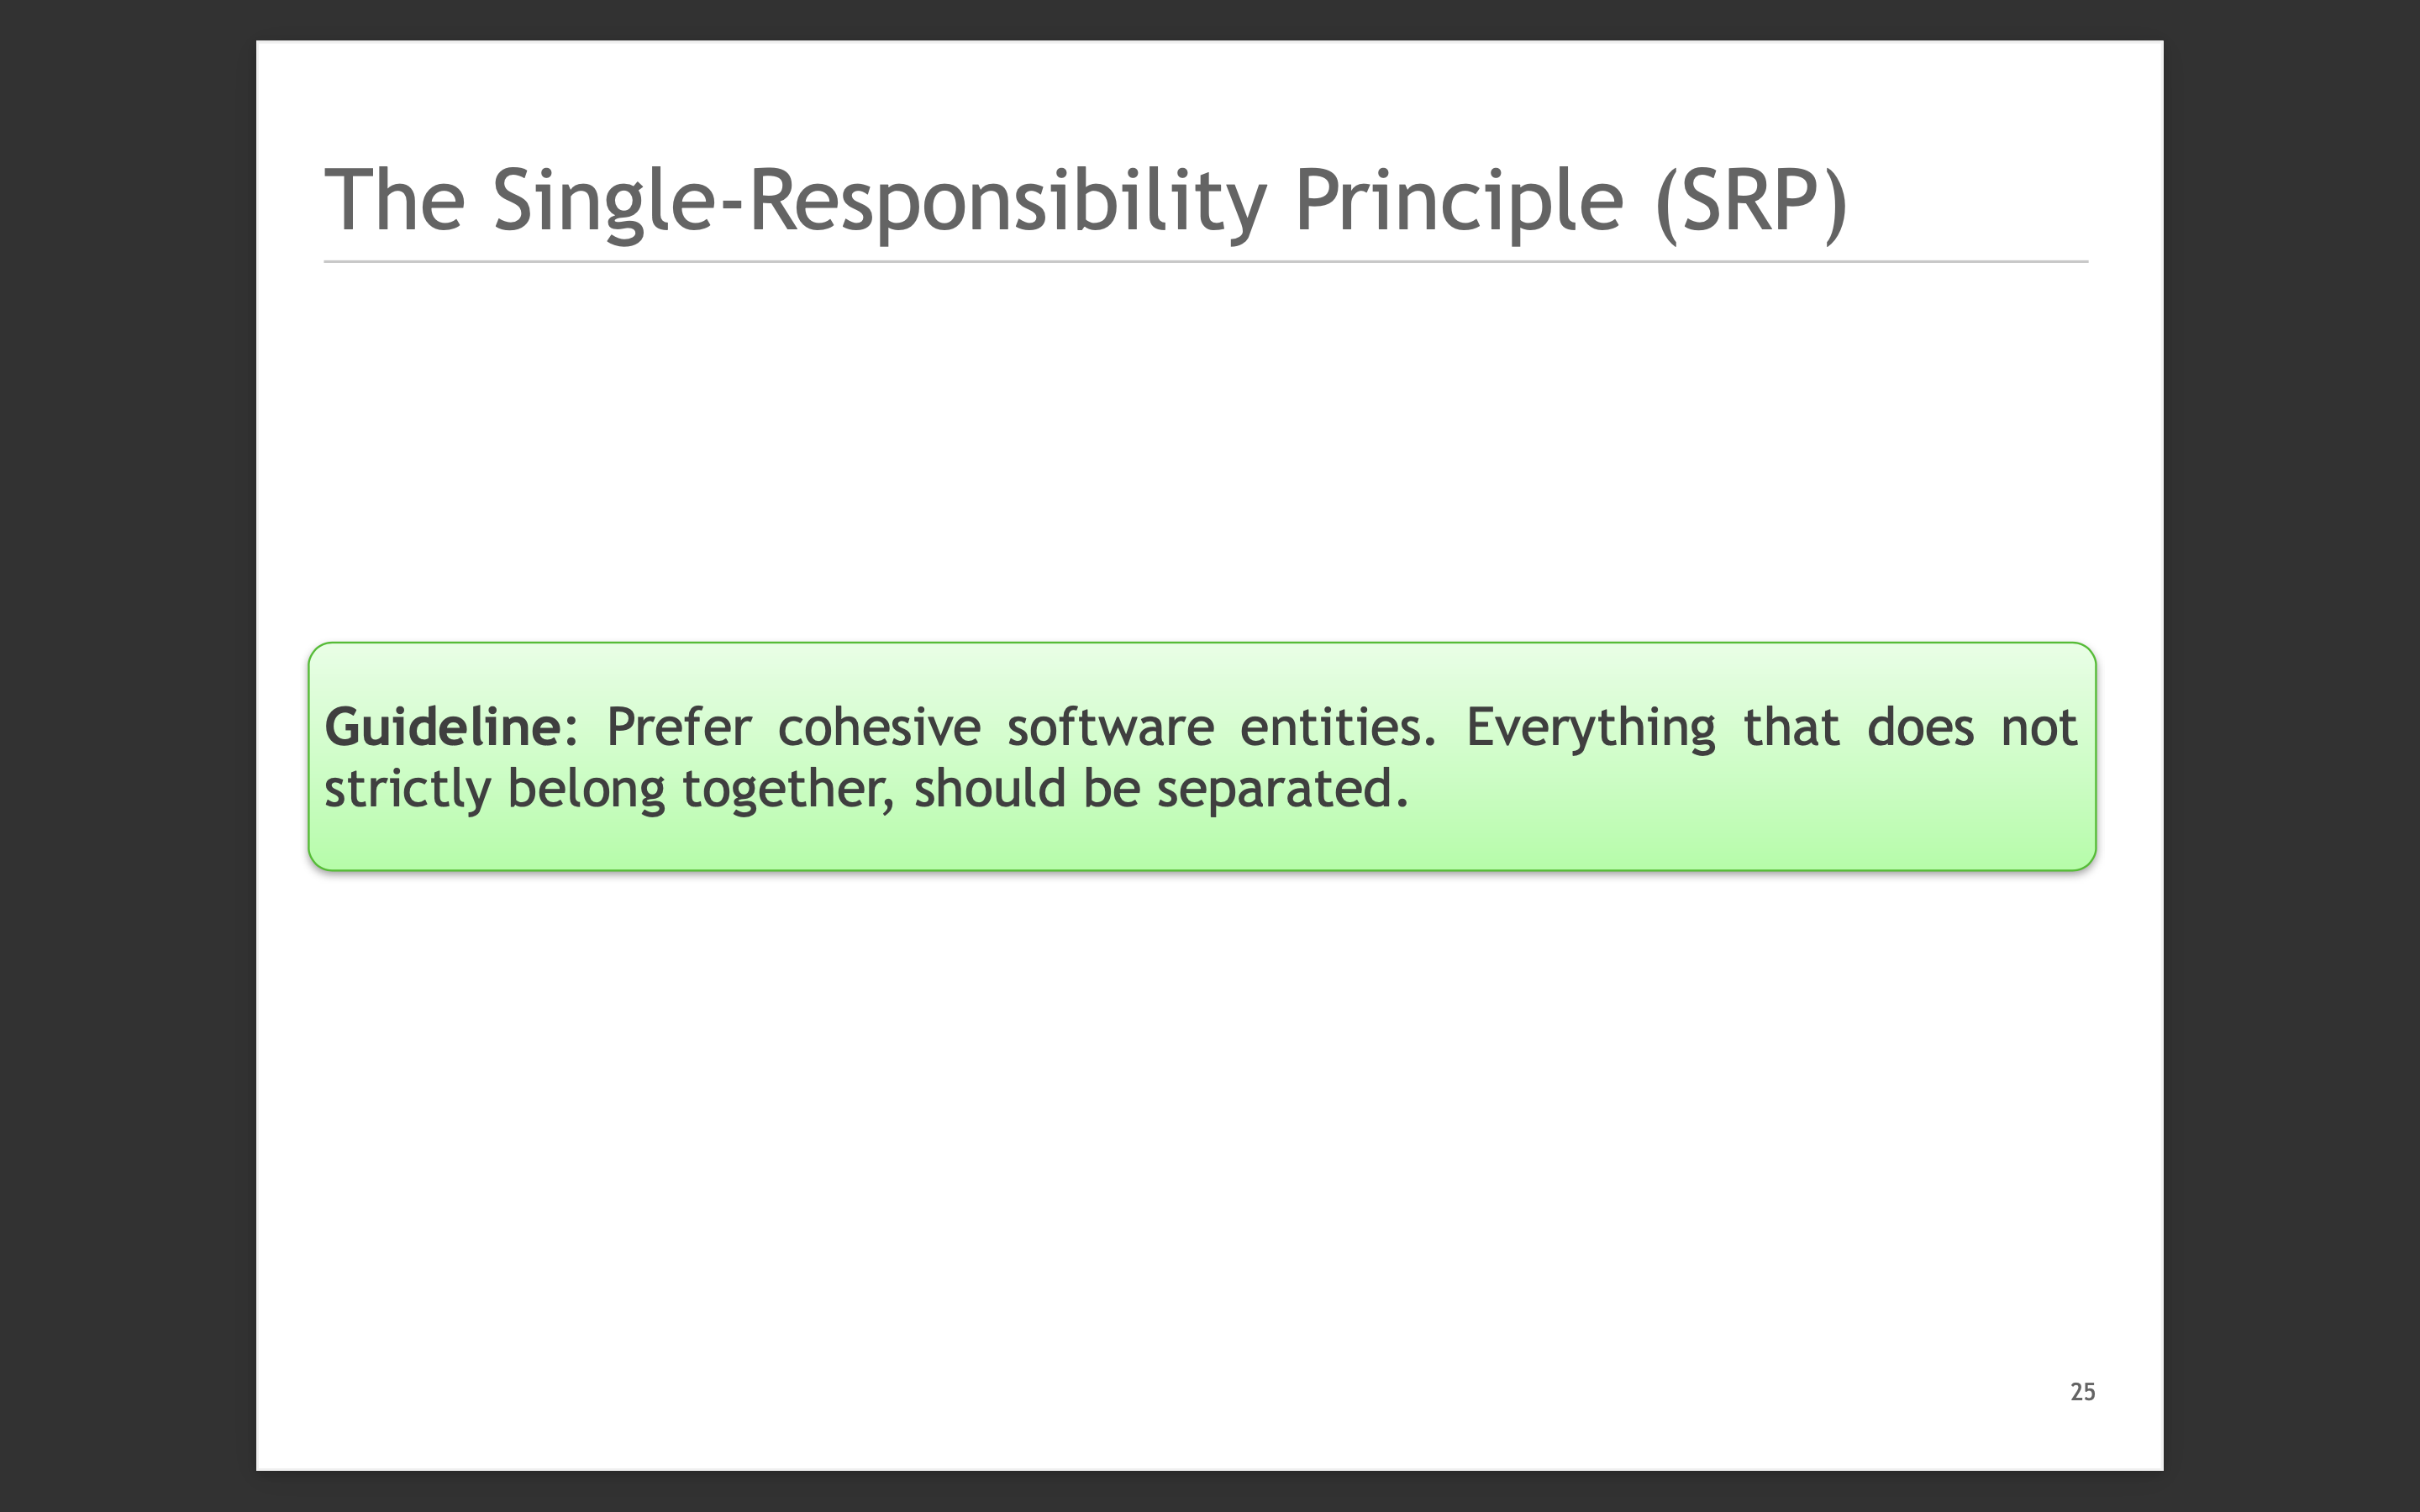 The Single-Responsibility Principle (SRP)
Guideline: Prefer cohesive software entities. Everything that does not
strictly belong together, should be separated.
25